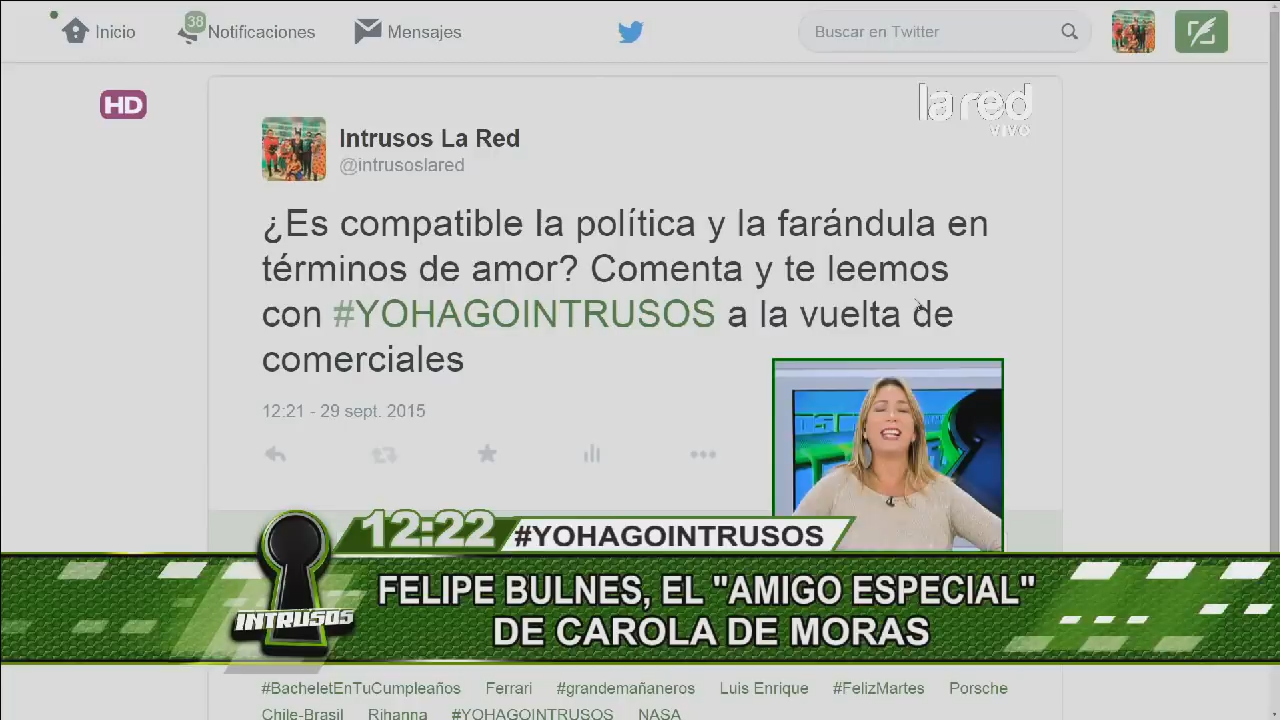 Inicio
38
Notificaciones
Mensajes
Buscar en Twitter
HD
la red
VIVO
Intrusos La Red
@intrusoslared
¿Es compatible la política y la farándula en
términos de amor? Comenta y te leemos
con #YOHAGOINTRUSOS a la vuelta de
comerciales
12:21 - 29 sept. 2015
12:22
#YOHAGOINTRUSOS
INTRUSOS
FELIPE BULNES, EL "AMIGO ESPECIAL"
DE CAROLA DE MORAS
#BacheletEnTuCumpleaños Ferrari #grandemañaneros Luis Enrique #FelizMartes Porsche
Chile-Brasil Rihanna #YOHAGOINTRUSOS NASA